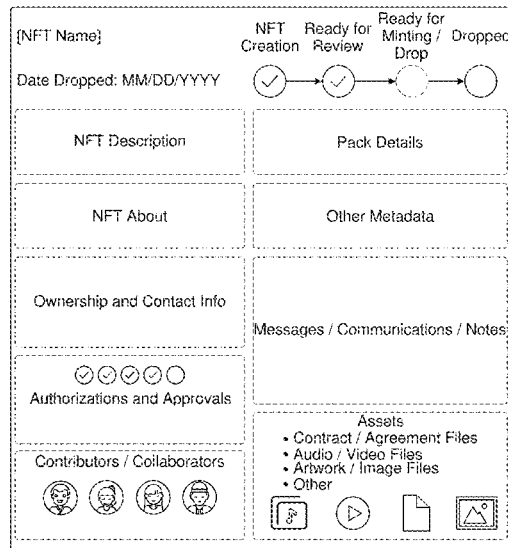 {NFT Name}
NFT
Creation
Ready for
Review
Ready for
Minting /
Drop
Dropped
Date Dropped: MM/DD/YYYY
NFT Description
Pack Details
NFT About
Other Metadata
Ownership and Contact Info
Messages / Communications / Notes
Authorizations and Approvals
Contributors / Collaborators
Assets
• Contract / Agreement Files
• Audio / Video Files
• Artwork / Image Files
• Other